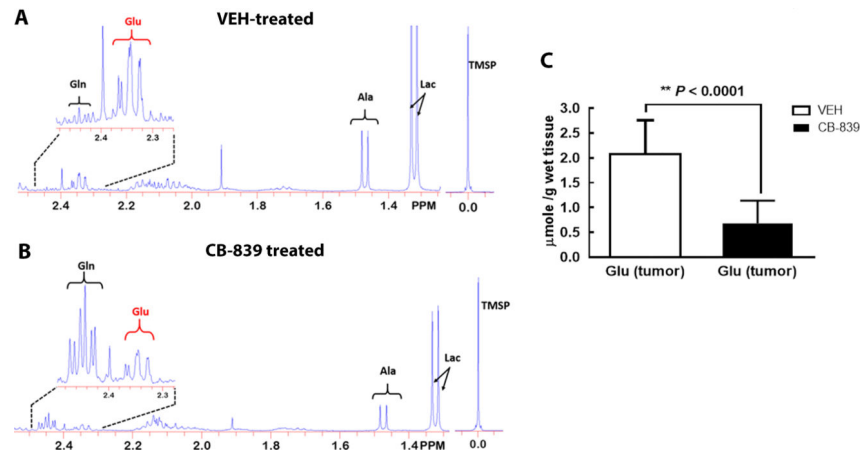 A
VEH-treated
Glu
Gln
2.4
2.3
Ala
Lac
TMSP
2.4
2.2
2.0
1.8
1.6
1.4
PPM
0.0
B
CB-839 treated
Gln
Glu
2.4
2.3
Ala
Lac
TMSP
2.4
2.2
2.0
1.8
1.6
1.4PPM
0.0
C
** P < 0.0001
VEH
CB-839
3.0
2.5
2.0
1.5
1.0
0.5
0.0
μmole /g wet tissue
Glu (tumor) Glu (tumor)